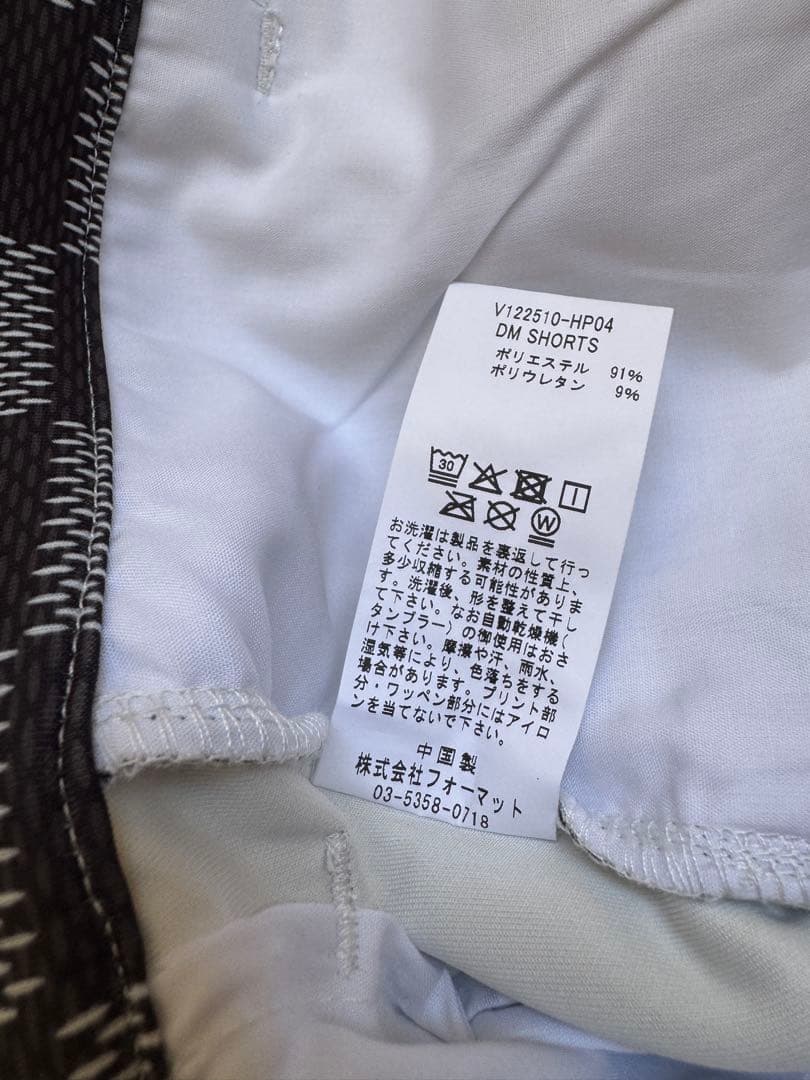 V122510-HP04
DM SHORTS
ポリエステル 91%
ポリウレタン 9%
30
W
お洗濯は製品を裏返して行っ
てください。素材の性質上、
多少収縮する可能性がありま
す。洗濯後、形を整えて干し
て下さい。なお自動乾燥機(
タンブラー)の御使用はおさ
け下さい。摩擦や汗、雨水、
湿気等により、色落ちをする
場合があります。プリント部
分・ワッペン部分にはアイロ
ンを当てないで下さい。
中国製
株式会社フォーマット
03-5358-0718